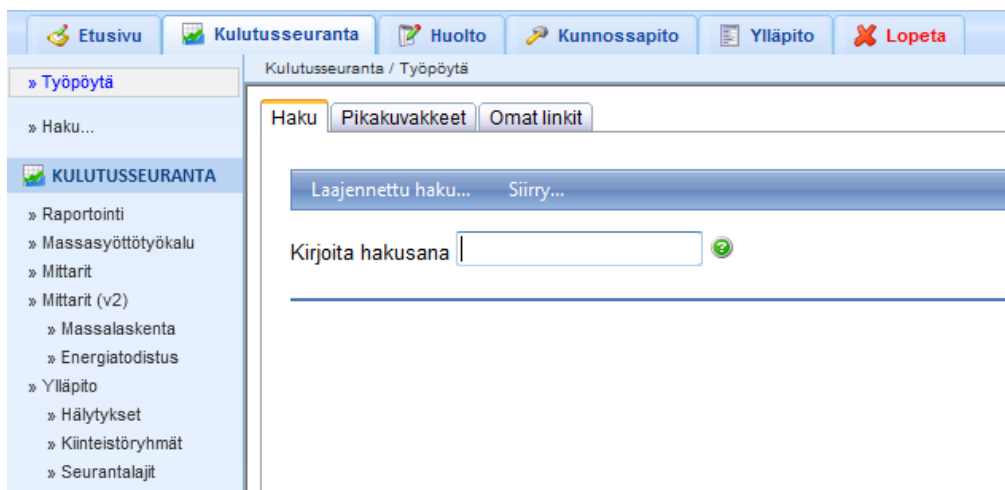 Etusivu Kulutusseuranta Huolto Kunnossapito Ylläpito Lopeta
» Työpöytä
» Haku...
KULUTUSSEURANTA
» Raportointi
» Massasyöttötyökalu
» Mittarit
» Mittarit (v2)
» Massalaskenta
» Energiatodistus
» Ylläpito
» Hälytykset
» Kiinteistöryhmät
» Seurantalajit
Kulutusseuranta / Työpöytä
Haku Pikakuvakkeet Omat linkit
Laajennettu haku... Siirry...
Kirjoita hakusana